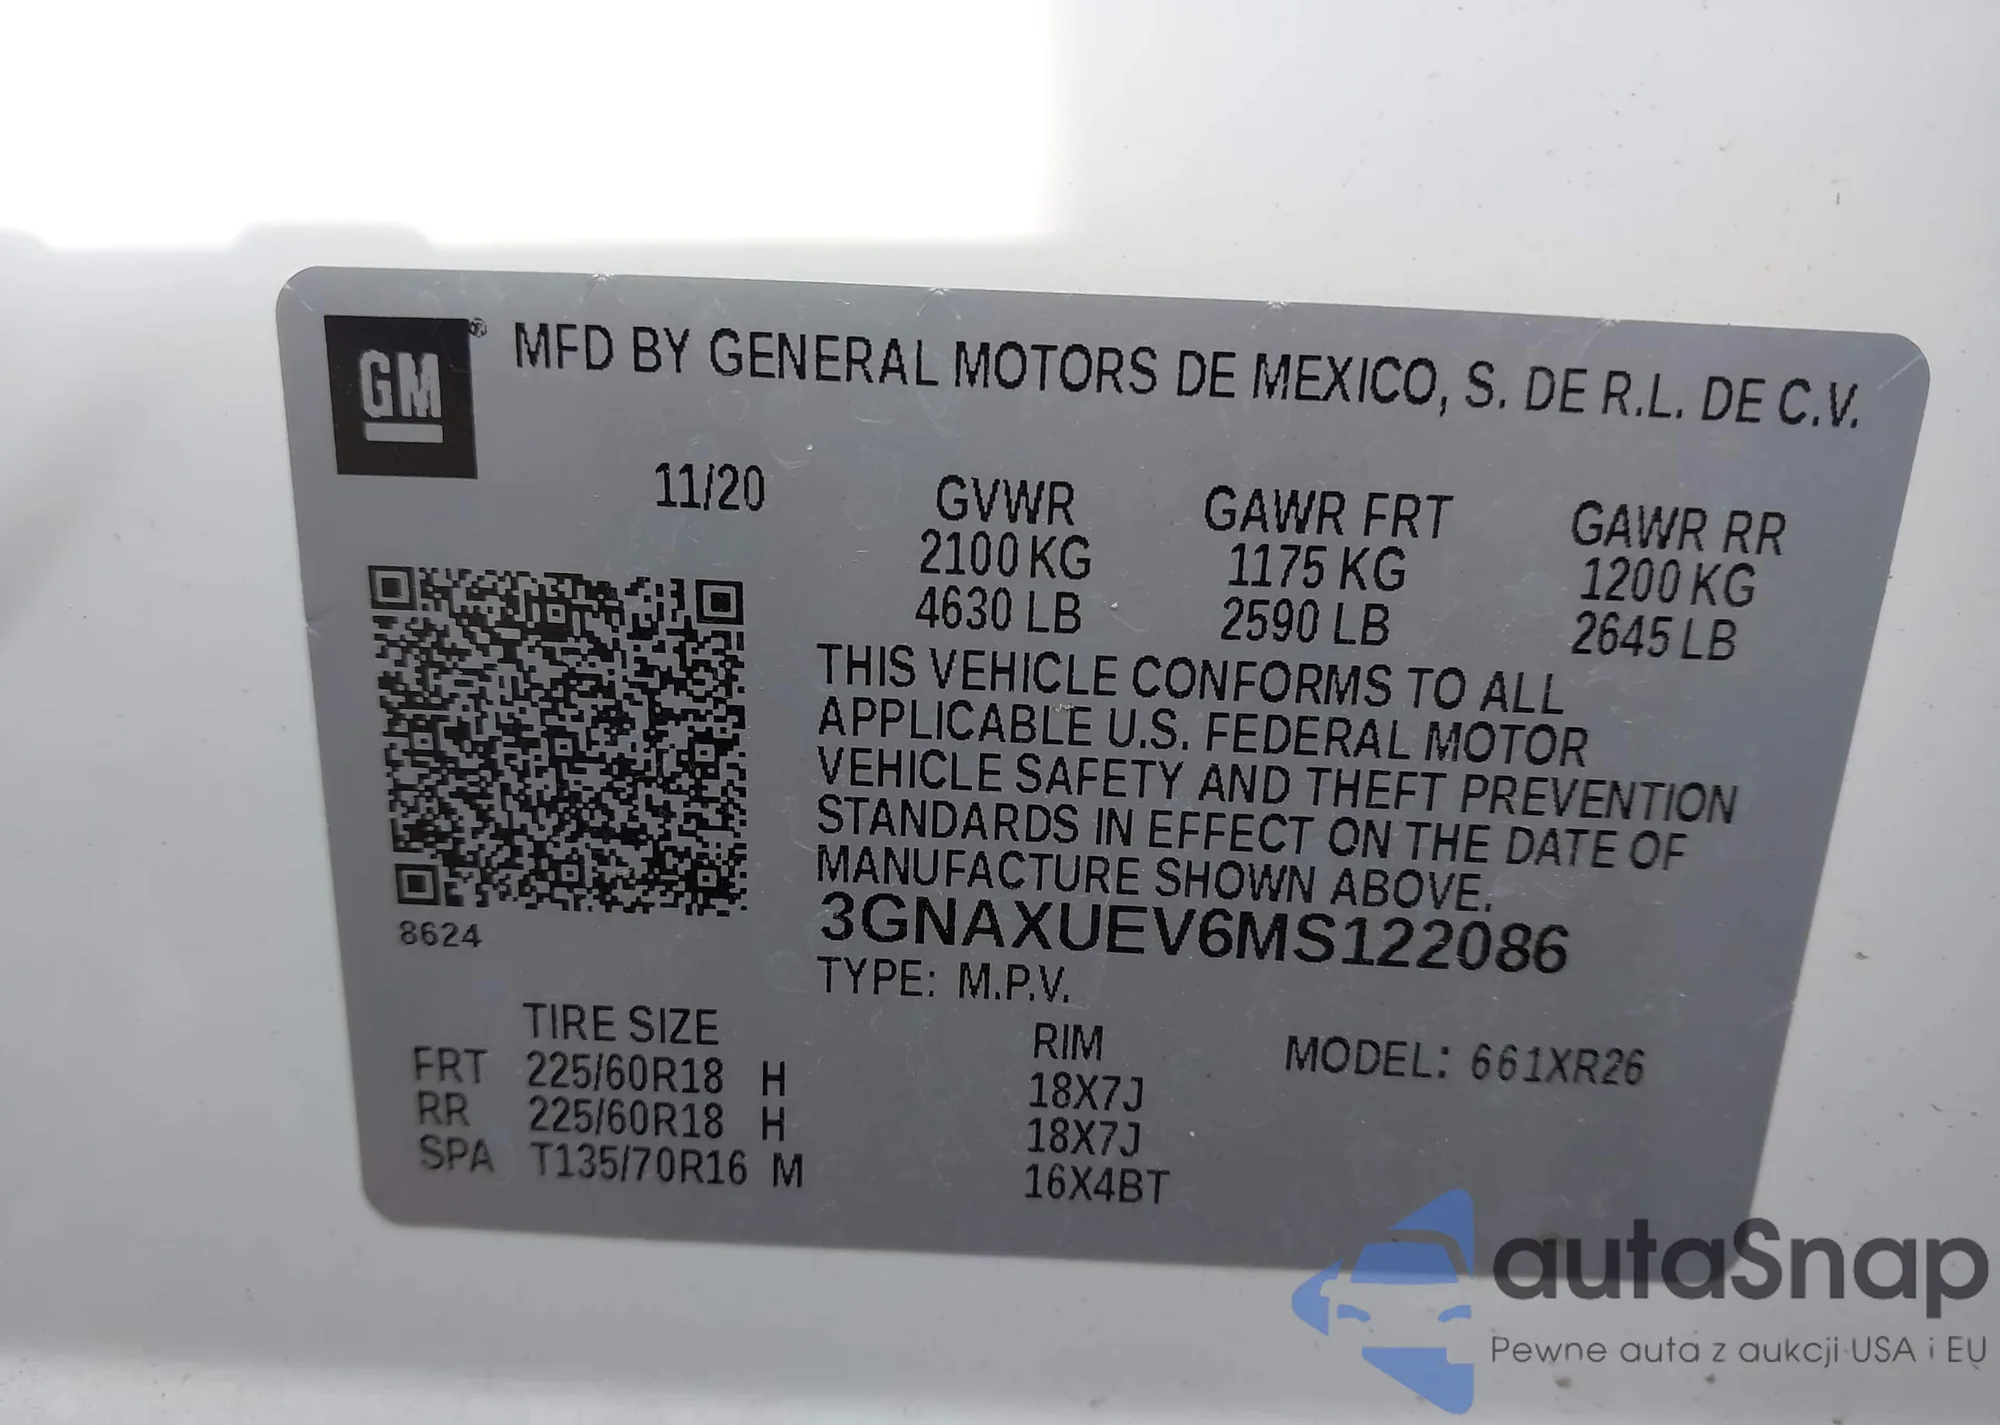 GM ® MFD BY GENERAL MOTORS DE MEXICO, S. DE R.L. DE C.V.
11/20 GVWR GAWR FRT GAWR RR
2100 KG 1175 KG 1200 KG
4630 LB 2590 LB 2645 LB
THIS VEHICLE CONFORMS TO ALL
APPLICABLE U.S. FEDERAL MOTOR
VEHICLE SAFETY AND THEFT PREVENTION
STANDARDS IN EFFECT ON THE DATE OF
MANUFACTURE SHOWN ABOVE.
8624 3GNAXUEV6MS122086
TYPE: M.P.V.
TIRE SIZE RIM MODEL: 661XR26
FRT 225/60R18 H 18X7J
RR 225/60R18 H 18X7J
SPA T135/70R16 M 16X4BT
autaSnap
Pewne auta z aukcji USA i EU